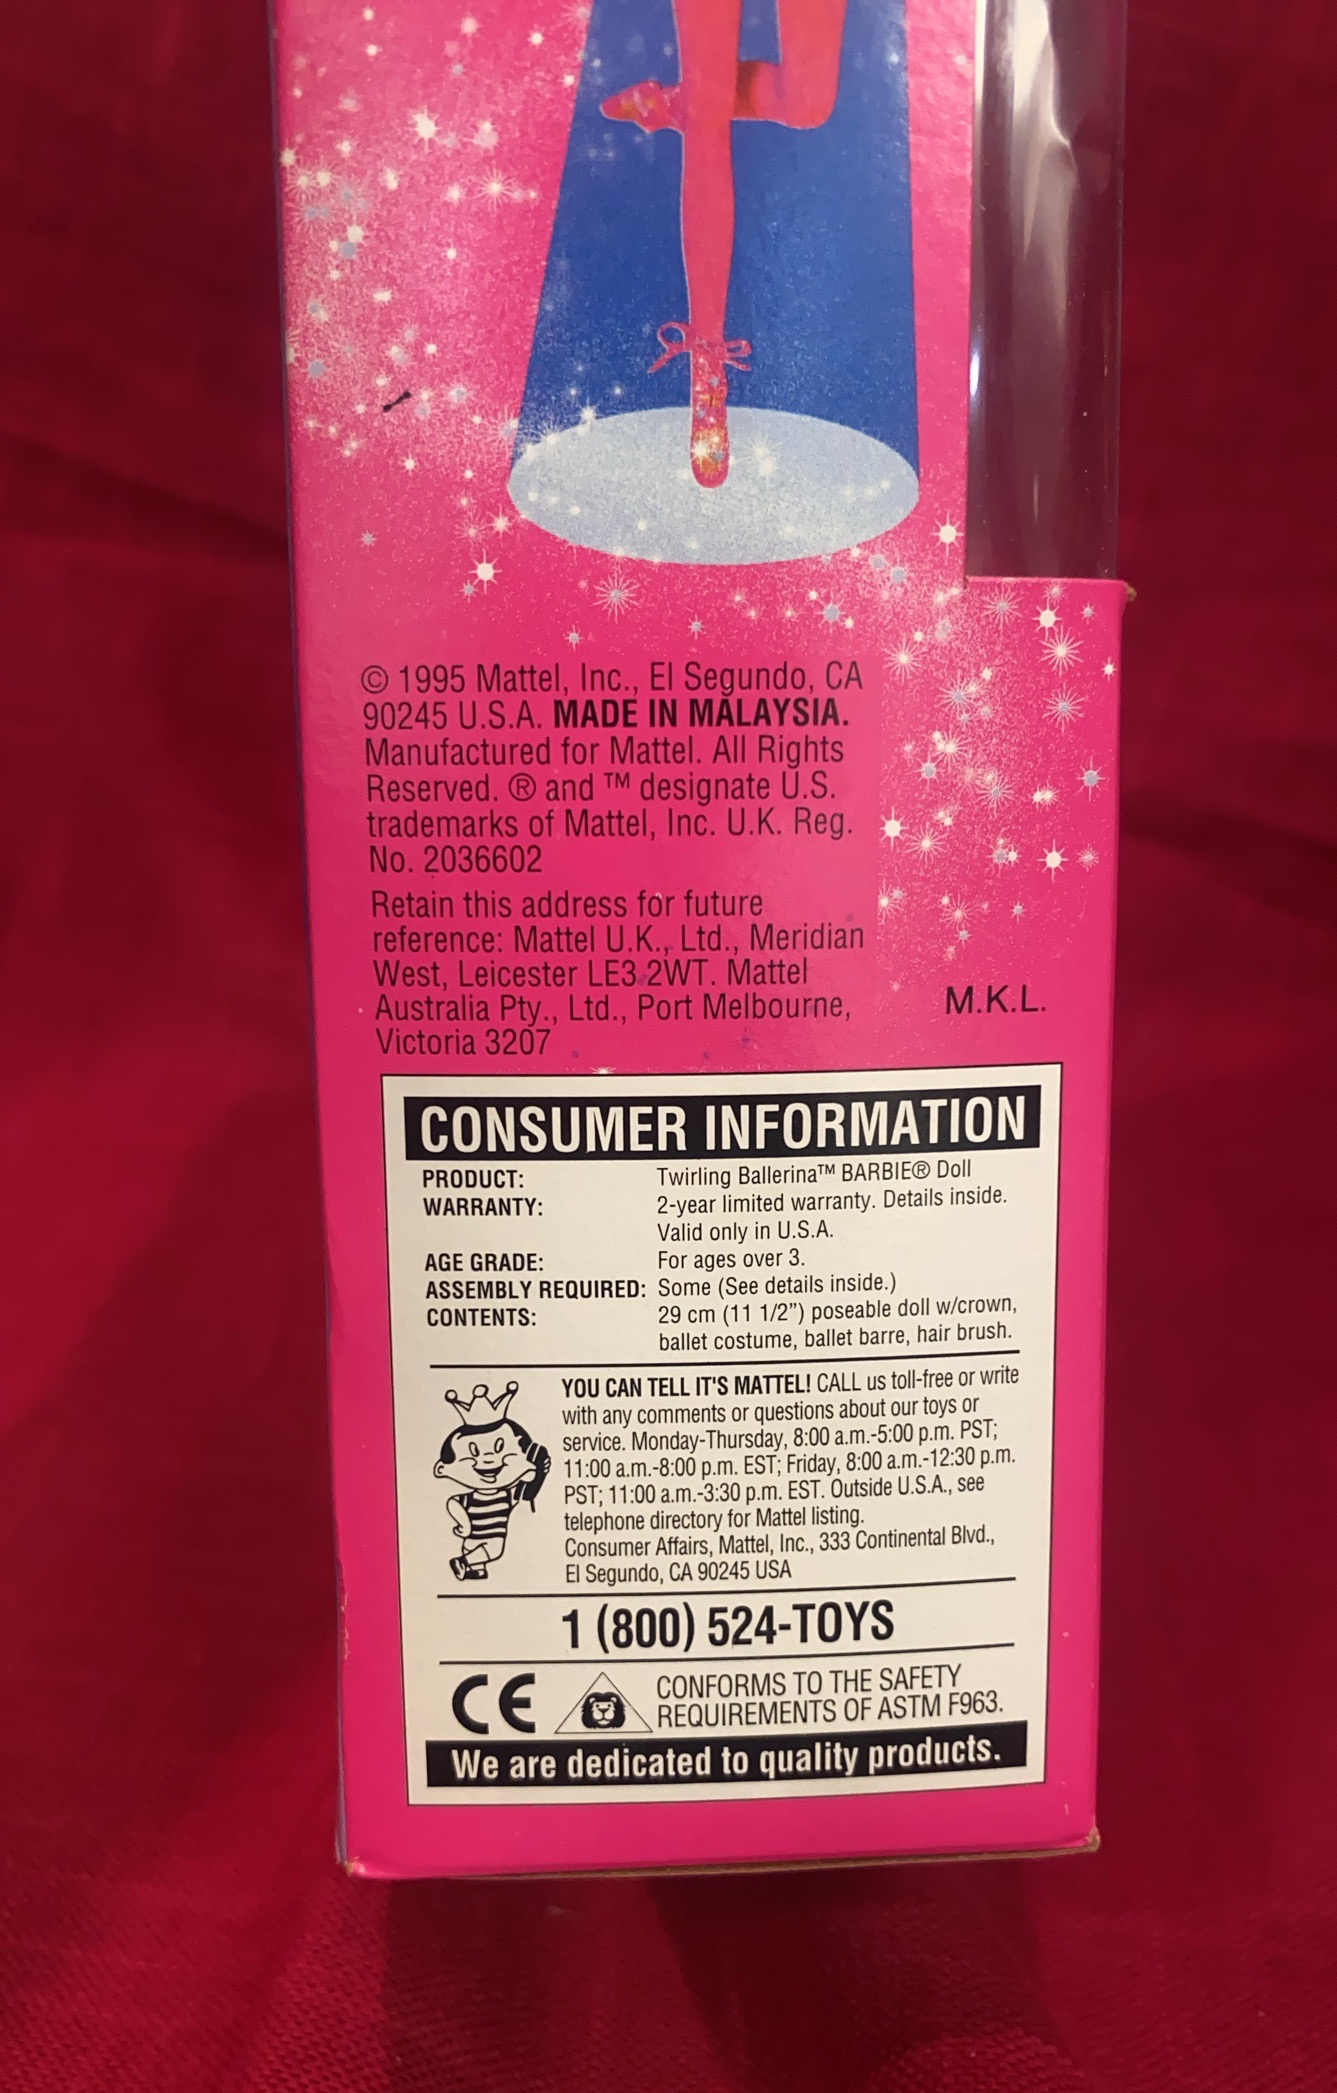 © 1995 Mattel, Inc., El Segundo, CA
90245 U.S.A. MADE IN MALAYSIA.
Manufactured for Mattel. All Rights
Reserved. ® and ™ designate U.S.
trademarks of Mattel, Inc. U.K. Reg.
No. 2036602
Retain this address for future
reference: Mattel U.K., Ltd., Meridian
West, Leicester LE3 2WT. Mattel
Australia Pty., Ltd., Port Melbourne,
Victoria 3207
M.K.L.
CONSUMER INFORMATION
PRODUCT: Twirling Ballerina™ BARBIE® Doll
WARRANTY: 2-year limited warranty. Details inside.
Valid only in U.S.A.
AGE GRADE: For ages over 3.
ASSEMBLY REQUIRED: Some (See details inside.)
CONTENTS: 29 cm (11 1/2”) poseable doll w/crown,
ballet costume, ballet barre, hair brush.
YOU CAN TELL IT'S MATTEL! CALL us toll-free or write
with any comments or questions about our toys or
service. Monday-Thursday, 8:00 a.m.-5:00 p.m. PST;
11:00 a.m.-8:00 p.m. EST; Friday, 8:00 a.m.-12:30 p.m.
PST; 11:00 a.m.-3:30 p.m. EST. Outside U.S.A., see
telephone directory for Mattel listing.
Consumer Affairs, Mattel, Inc., 333 Continental Blvd.,
El Segundo, CA 90245 USA
1 (800) 524-TOYS
CE
CONFORMS TO THE SAFETY
REQUIREMENTS OF ASTM F963.
We are dedicated to quality products.